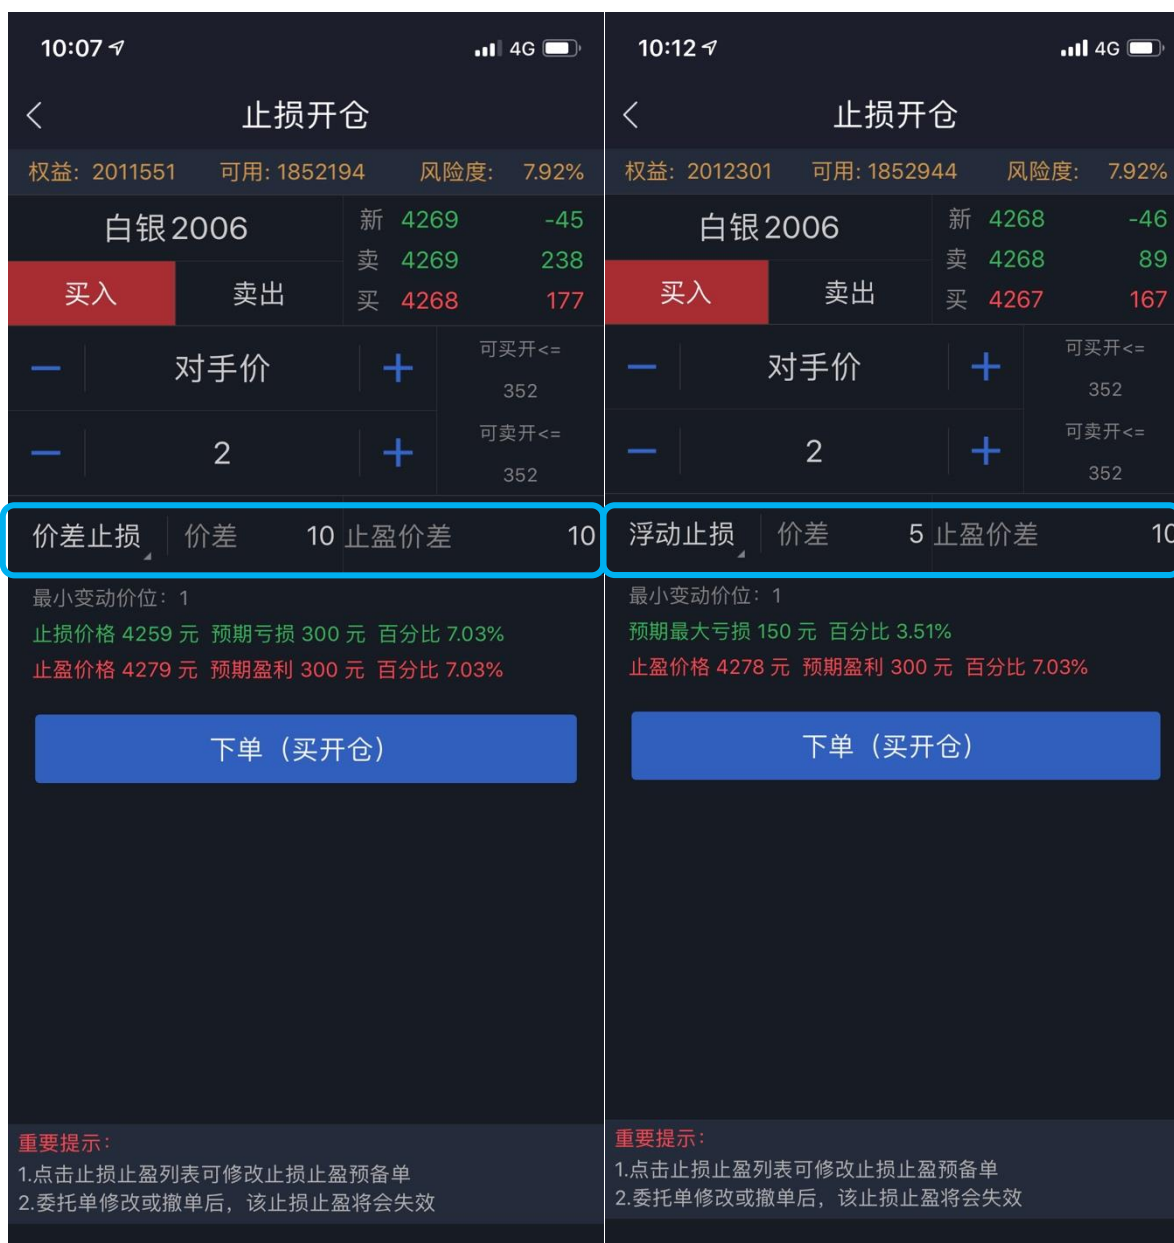 10:07
4G
止损开仓
权益: 2011551 可用: 1852194 风险度: 7.92%
白银2006
新 4269 -45
卖 4269 238
买 4268 177
买入 卖出
对手价
可买开<=
352
2
可卖开<=
352
价差止损 价差 10 止盈价差 10
最小变动价位: 1
止损价格 4259 元 预期亏损 300 元 百分比 7.03%
止盈价格 4279 元 预期盈利 300 元 百分比 7.03%
下单（买开仓）
重要提示:
1.点击止损止盈列表可修改止损止盈预备单
2.委托单修改或撤单后，该止损止盈将会失效
10:12
4G
止损开仓
权益: 2012301 可用: 1852944 风险度: 7.92%
白银2006
新 4268 -46
卖 4268 89
买 4267 167
买入 卖出
对手价
可买开<=
352
2
可卖开<=
352
浮动止损 价差 5 止盈价差 10
最小变动价位: 1
预期最大亏损 150 元 百分比 3.51%
止盈价格 4278 元 预期盈利 300 元 百分比 7.03%
下单（买开仓）
重要提示:
1.点击止损止盈列表可修改止损止盈预备单
2.委托单修改或撤单后，该止损止盈将会失效